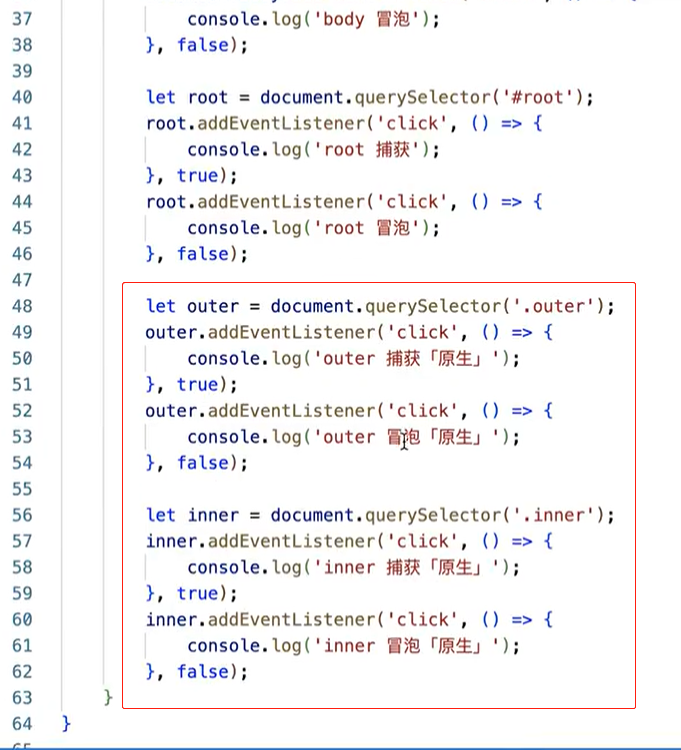 37 console.log('body 冒泡');
38 }, false);
39
40 let root = document.querySelector('#root');
41 root.addEventListener('click', () => {
42 console.log('root 捕获');
43 }, true);
44 root.addEventListener('click', () => {
45 console.log('root 冒泡');
46 }, false);
47
48 let outer = document.querySelector('.outer');
49 outer.addEventListener('click', () => {
50 console.log('outer 捕获「原生」');
51 }, true);
52 outer.addEventListener('click', () => {
53 console.log('outer 冒泡「原生」');
54 }, false);
55
56 let inner = document.querySelector('.inner');
57 inner.addEventListener('click', () => {
58 console.log('inner 捕获「原生」');
59 }, true);
60 inner.addEventListener('click', () => {
61 console.log('inner 冒泡「原生」');
62 }, false);
63 }
64 }